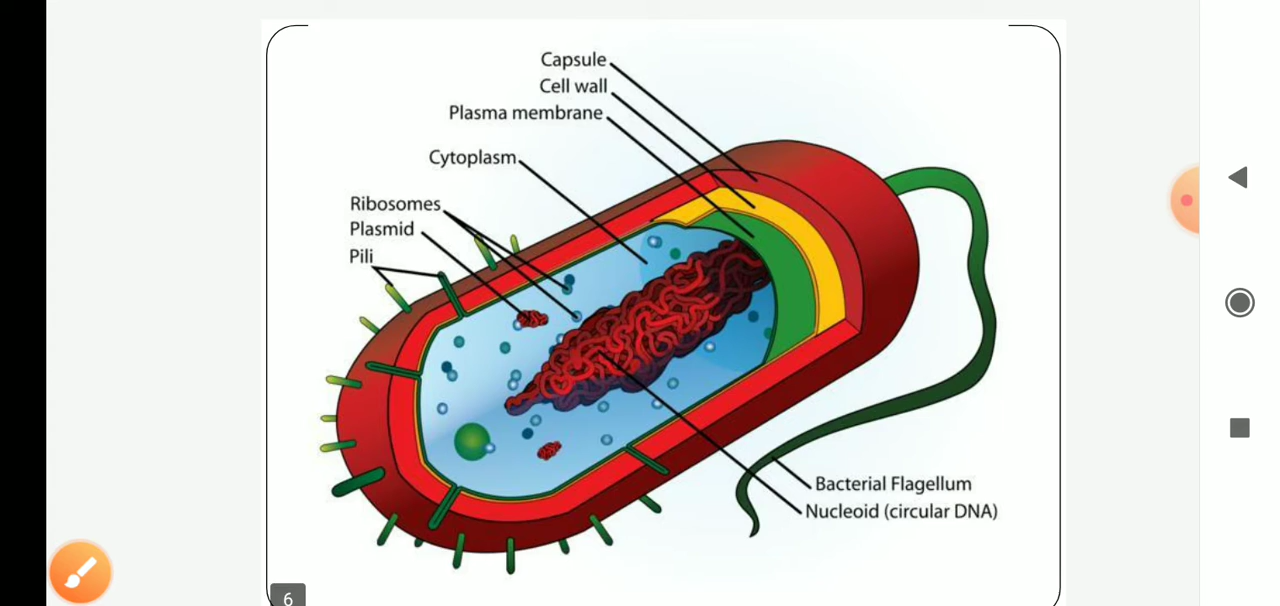 Capsule
Cell wall
Plasma membrane
Cytoplasm
Ribosomes
Plasmid
Pili
Bacterial Flagellum
Nucleoid (circular DNA)
6